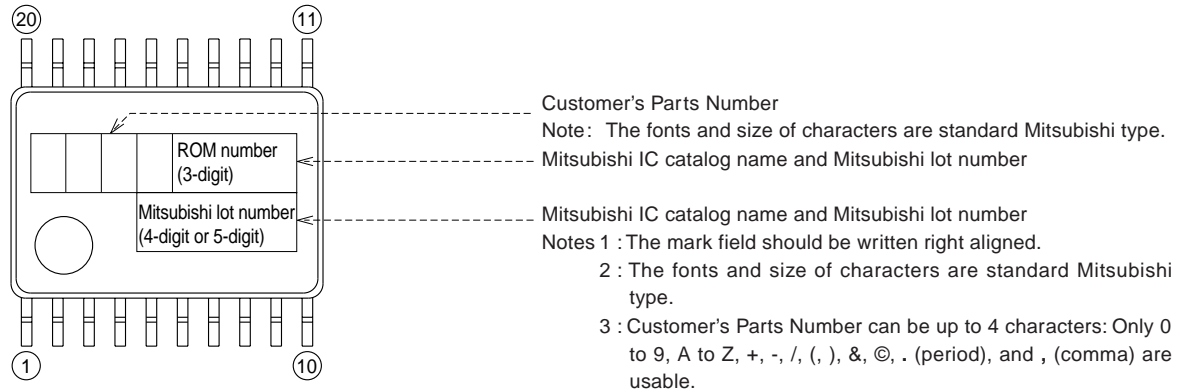 20
11
ROM number
(3-digit)
Mitsubishi lot number
(4-digit or 5-digit)
1
10
Customer's Parts Number
Note: The fonts and size of characters are standard Mitsubishi type.
Mitsubishi IC catalog name and Mitsubishi lot number
Mitsubishi IC catalog name and Mitsubishi lot number
Notes 1 : The mark field should be written right aligned.
2 : The fonts and size of characters are standard Mitsubishi
type.
3 : Customer's Parts Number can be up to 4 characters: Only 0
to 9, A to Z, +, -, /, (, ), &, ©, . (period), and , (comma) are
usable.